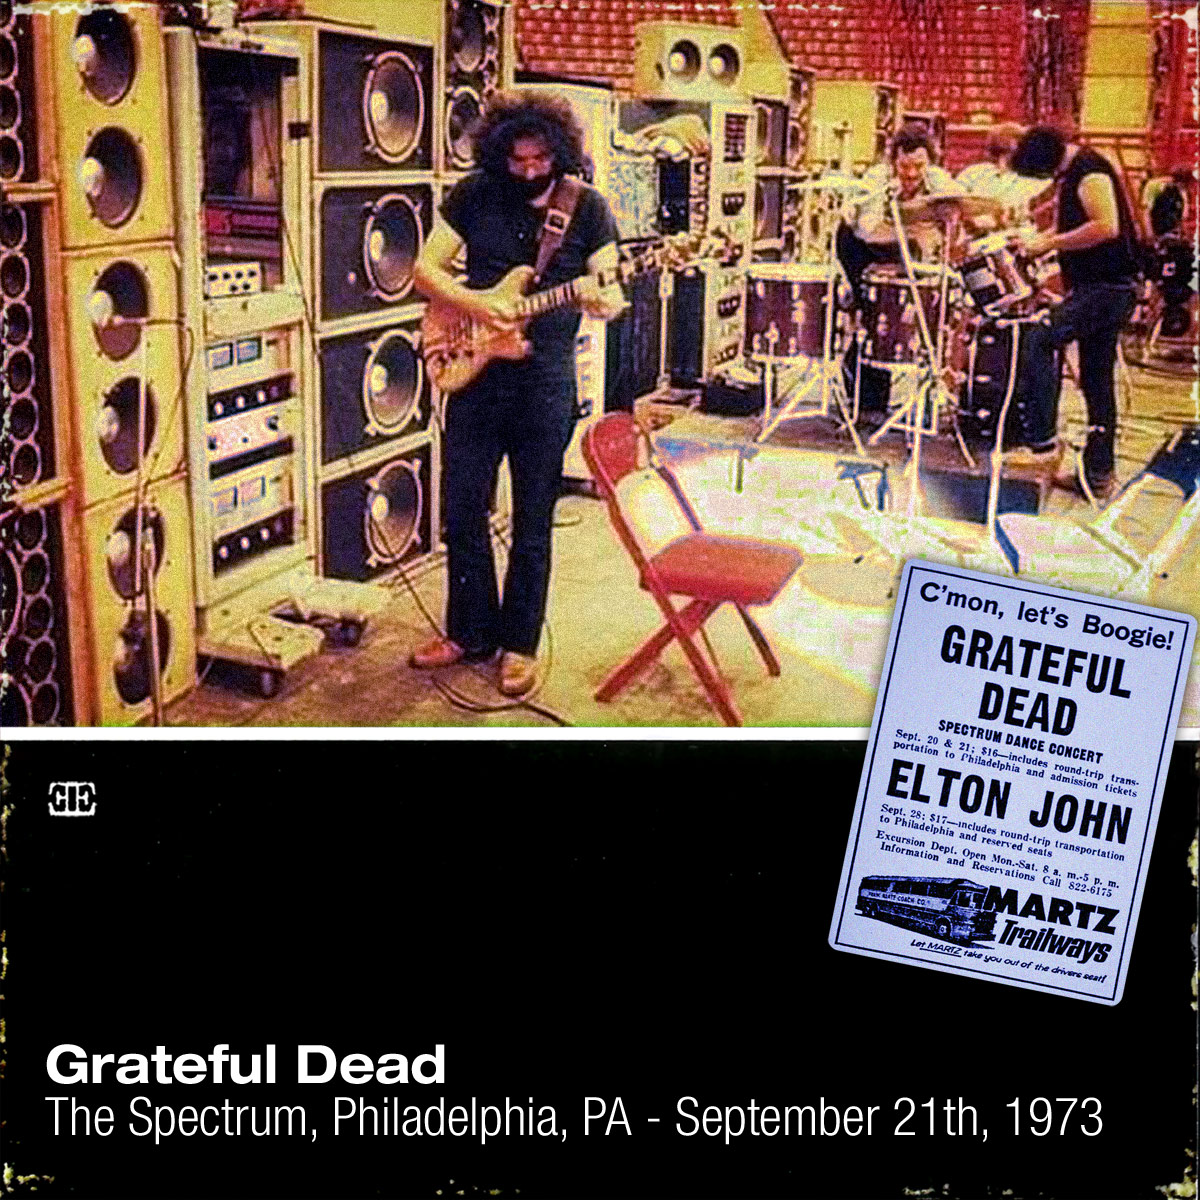 C'mon, let's Boogie!
GRATEFUL
DEAD
SPECTRUM DANCE CONCERT
Sept. 20 & 21; $16—includes round-trip trans-
portation to Philadelphia and admission tickets
ELTON JOHN
Sept. 28; $17—includes round-trip transportation
to Philadelphia and reserved seats
Excursion Dept. Open Mon.-Sat. 8 a. m.-5 p. m.
Information and Reservations Call 822-6175
MARTZ
Trailways
Let MARTZ take you out of the drivers seat!
Grateful Dead
The Spectrum, Philadelphia, PA - September 21th, 1973